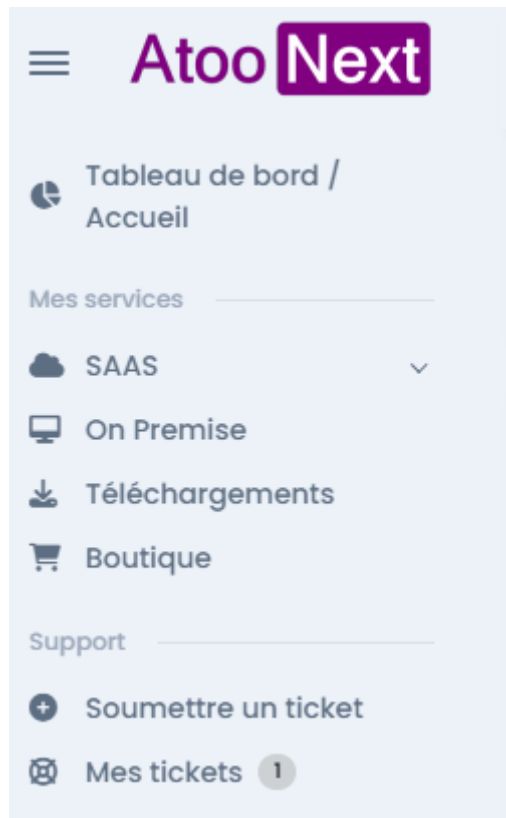 Atoo Next
Tableau de bord /
Accueil
Mes services
SAAS
On Premise
Téléchargements
Boutique
Support
Soumettre un ticket
Mes tickets 1